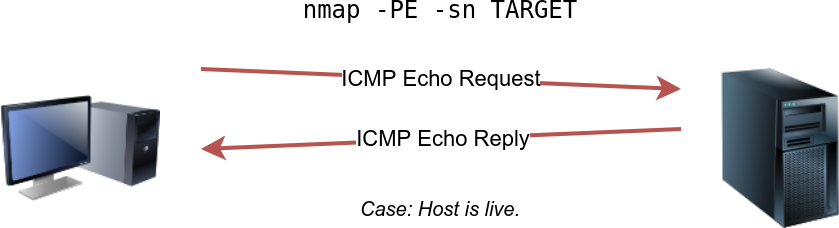 nmap -PE -sn TARGET
ICMP Echo Request
ICMP Echo Reply
Case: Host is live.